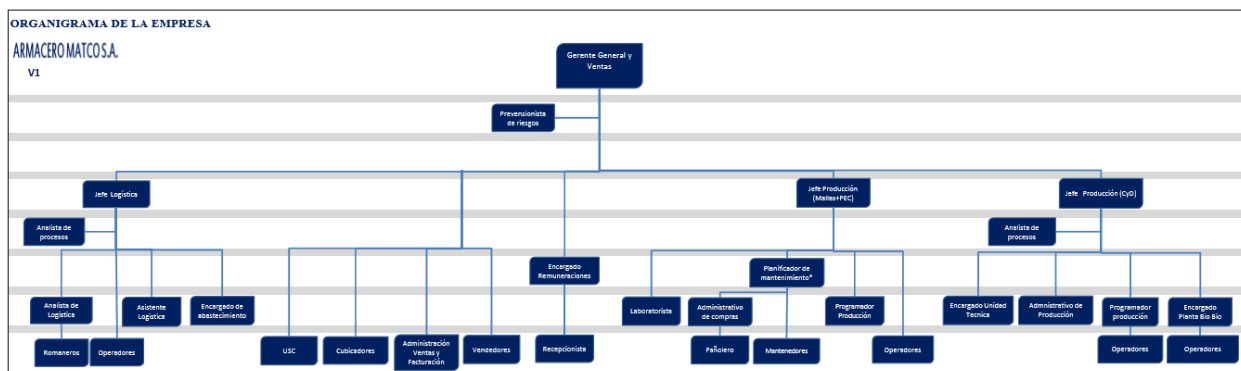 ORGANIGRAMA DE LA EMPRESA
ARMACERO MATCO S.A.
V1
Gerente General y
Ventas
Prevensionista
de riesgos
Jefe Logística
Jefe Producción
(Mallas+PEC)
Jefe Producción (CyD)
Analista de
procesos
Analista de
procesos
Encargado
Remuneraciones
Planificador de
mantenimiento*
Analista de
Logística
Asistente
Logística
Encargado de
abastecimiento
Laboratorista
Administrativo
de compras
Programador
Producción
Encargado Unidad
Tecnica
Admnistrativo de
Producción
Programador
producción
Encargado
Planta Bio Bio
Romaneros
Operadores
USC
Cubicadores
Administración
Ventas y
Facturación
Vendedores
Recepcionista
Pañolero
Mantenedores
Operadores
Operadores
Operadores